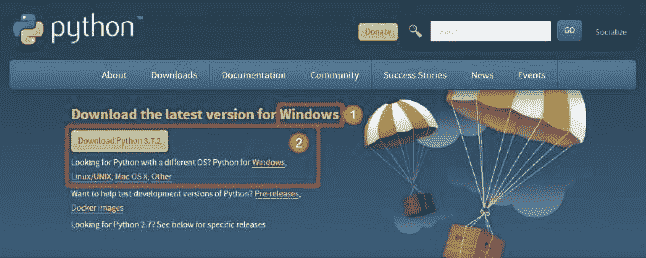 python™
Donate
Search
GO
Socialize
About Downloads Documentation Community Success Stories News Events
Download the latest version for Windows 1
Download Python 3.7.2
2
Looking for Python with a different OS? Python for Windows,
Linux/UNIX, Mac OS X, Other
Want to help test development versions of Python? Pre-releases,
Docker images
Looking for Python 2.7? See below for specific releases